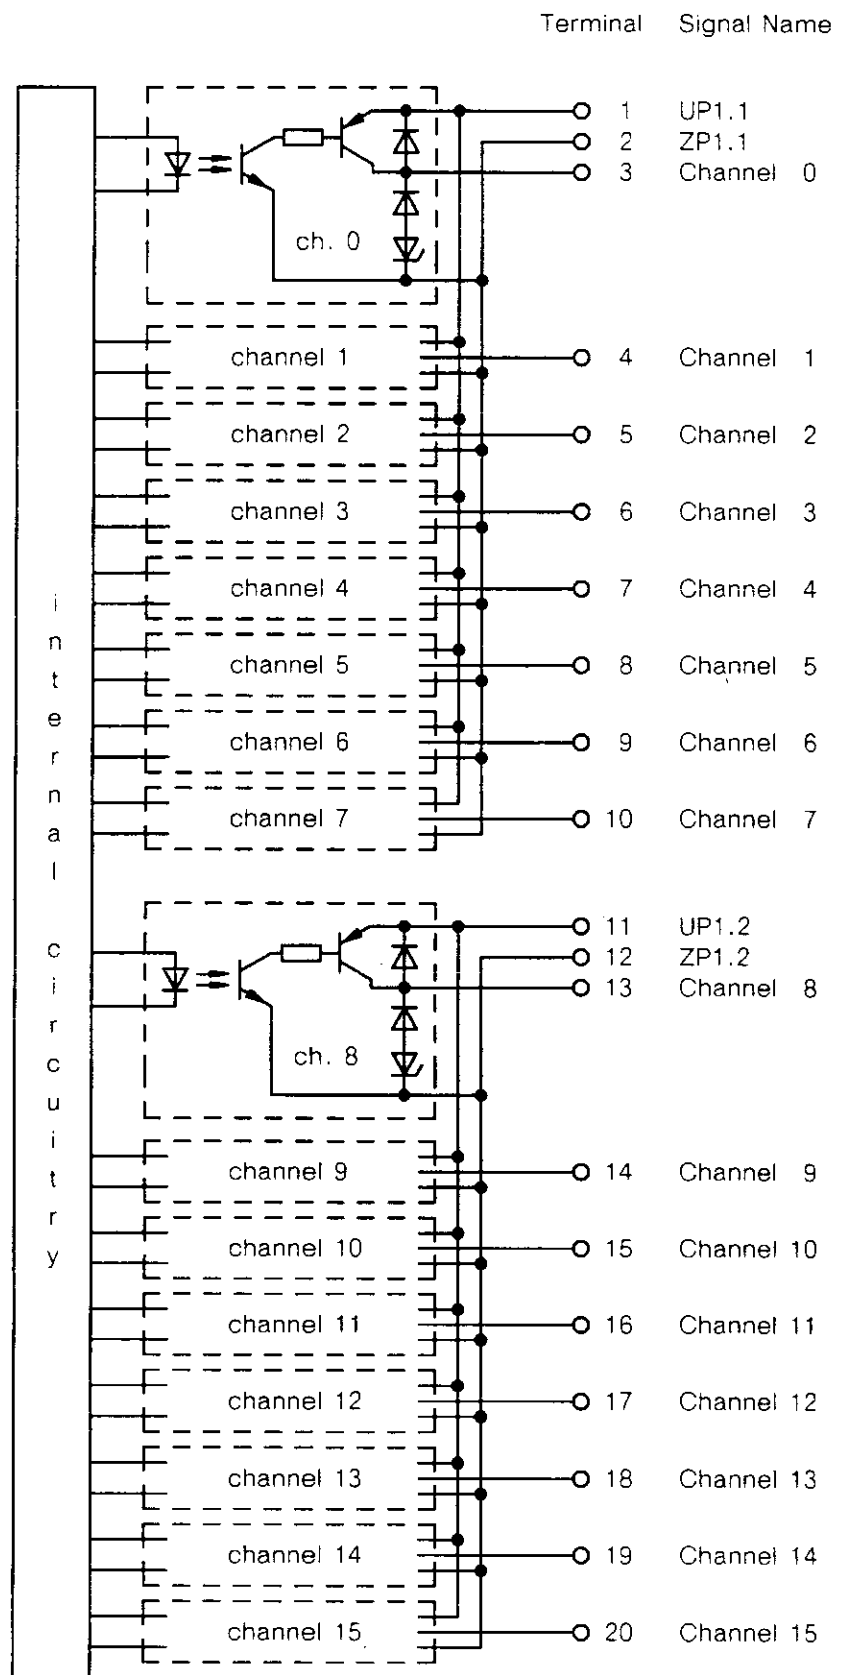 Terminal Signal Name
1 UP1.1
2 ZP1.1
3 Channel 0
ch. 0
channel 1 4 Channel 1
channel 2 5 Channel 2
channel 3 6 Channel 3
channel 4 7 Channel 4
channel 5 8 Channel 5
channel 6 9 Channel 6
channel 7 10 Channel 7
internal circuitry
11 UP1.2
12 ZP1.2
13 Channel 8
ch. 8
channel 9 14 Channel 9
channel 10 15 Channel 10
channel 11 16 Channel 11
channel 12 17 Channel 12
channel 13 18 Channel 13
channel 14 19 Channel 14
channel 15 20 Channel 15